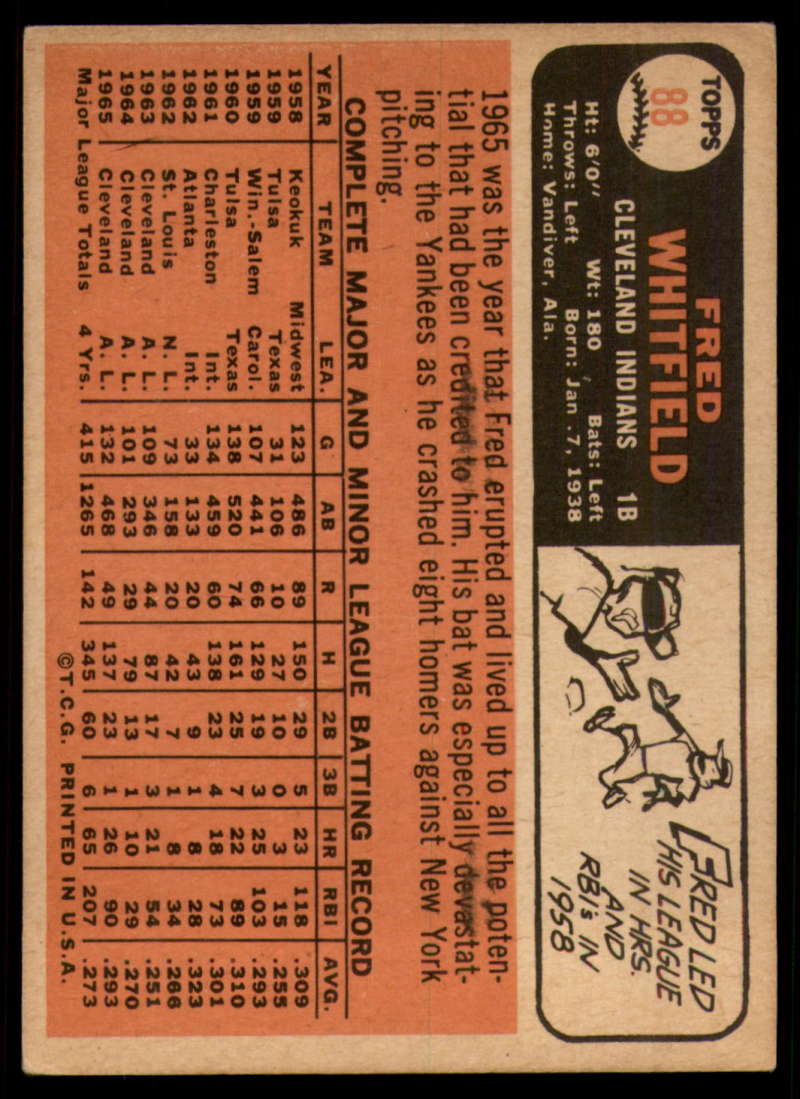 TOPPS
88
FRED
WHITFIELD
CLEVELAND INDIANS 1B
Ht: 6'0" Wt: 180 , Bats: Left
Throws: Left Born: Jan .7, 1938
Home: Vandiver, Ala.
FRED LED
HIS LEAGUE
IN HRS.
AND
RBI's IN
1958
1965 was the year that Fred erupted and lived up to all the poten-
tial that had been credited to him. His bat was especially devastat-
ing to the Yankees as he crashed eight homers against New York
pitching.
COMPLETE MAJOR AND MINOR LEAGUE BATTING RECORD
YEAR TEAM LEA. G AB R H 2B 3B HR RBI AVG.
1958 Keokuk Midwest 123 486 89 150 29 5 23 118 .309
1959 Tulsa Texas 31 106 10 27 10 0 3 15 .255
1959 Win.-Salem Carol. 107 441 66 129 19 3 25 103 .293
1960 Tulsa Texas 138 520 74 161 25 7 22 89 .310
1961 Charleston Int. 134 459 60 138 23 4 18 73 .301
1962 Atlanta Int. 33 133 20 43 9 1 8 28 .323
1962 St. Louis N. L. 73 158 20 42 7 1 8 34 .266
1963 Cleveland A. L. 109 346 44 87 17 3 21 54 .251
1964 Cleveland A. L. 101 293 29 79 13 1 10 29 .270
1965 Cleveland A. L. 132 468 49 137 23 1 26 90 .293
Major League Totals 4 Yrs. 415 1265 142 345 60 6 65 207 .273
©T.C.G. PRINTED IN U.S.A.